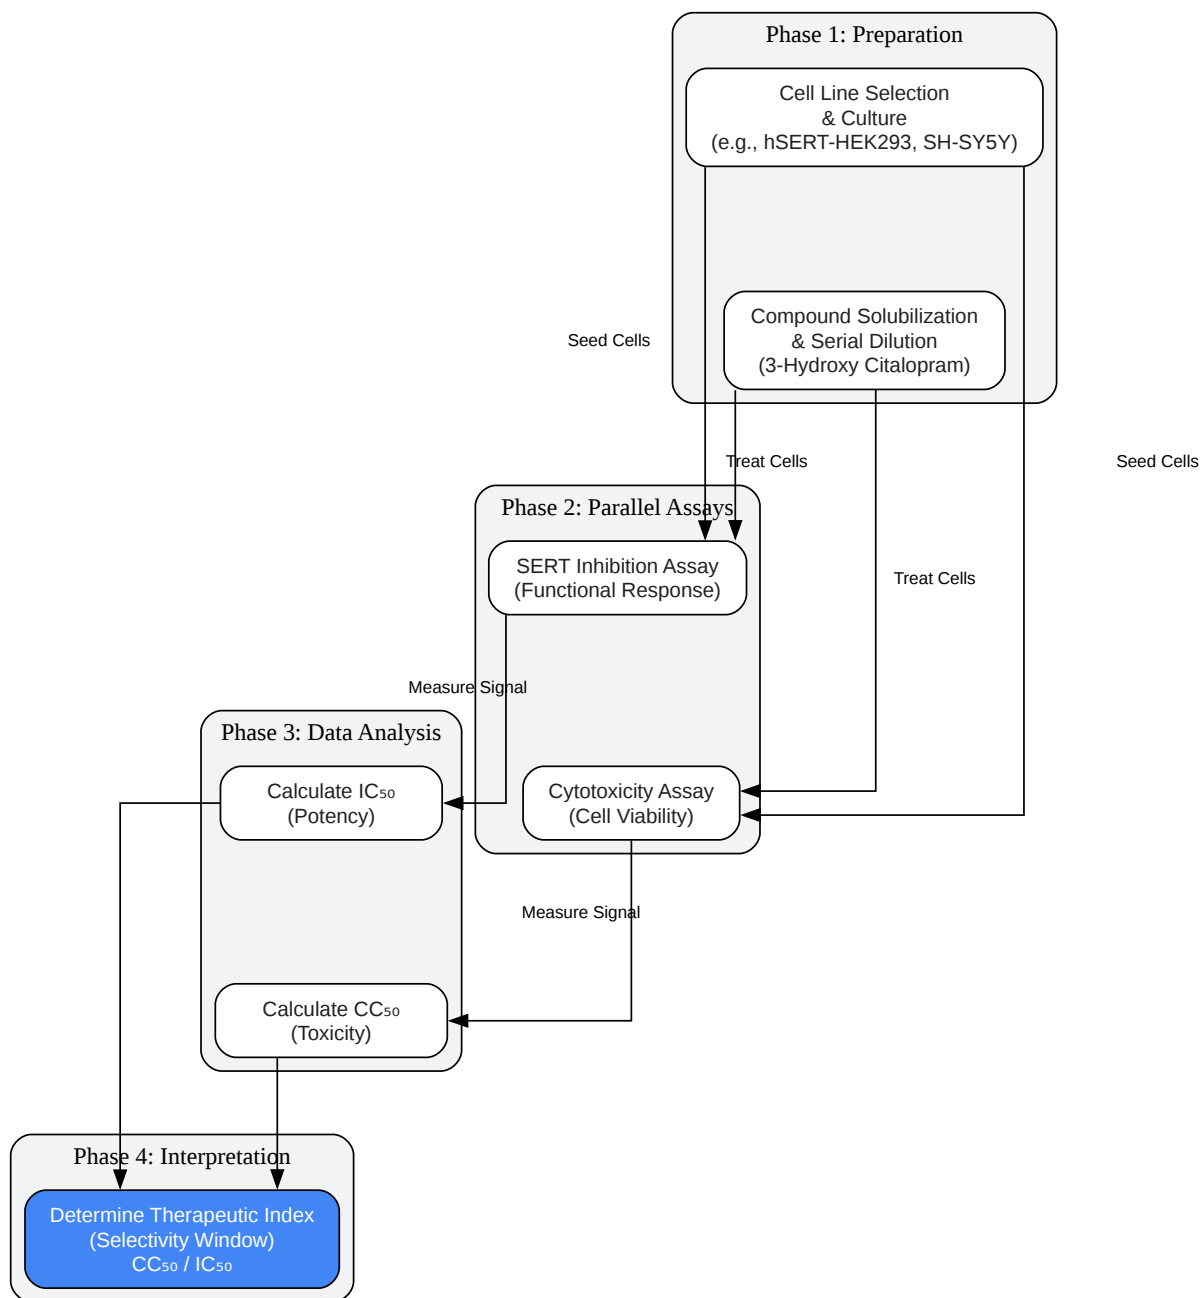 Phase 1: Preparation
Cell Line Selection
& Culture
(e.g., hSERT-HEK293, SH-SY5Y)
Compound Solubilization
& Serial Dilution
(3-Hydroxy Citalopram)
Seed Cells
Treat Cells
Seed Cells
Phase 2: Parallel Assays
SERT Inhibition Assay
(Functional Response)
Treat Cells
Measure Signal
Phase 3: Data Analysis
Calculate IC₅₀
(Potency)
Cytotoxicity Assay
(Cell Viability)
Measure Signal
Calculate CC₅₀
(Toxicity)
Phase 4: Interpretation
Determine Therapeutic Index
(Selectivity Window)
CC₅₀ / IC₅₀